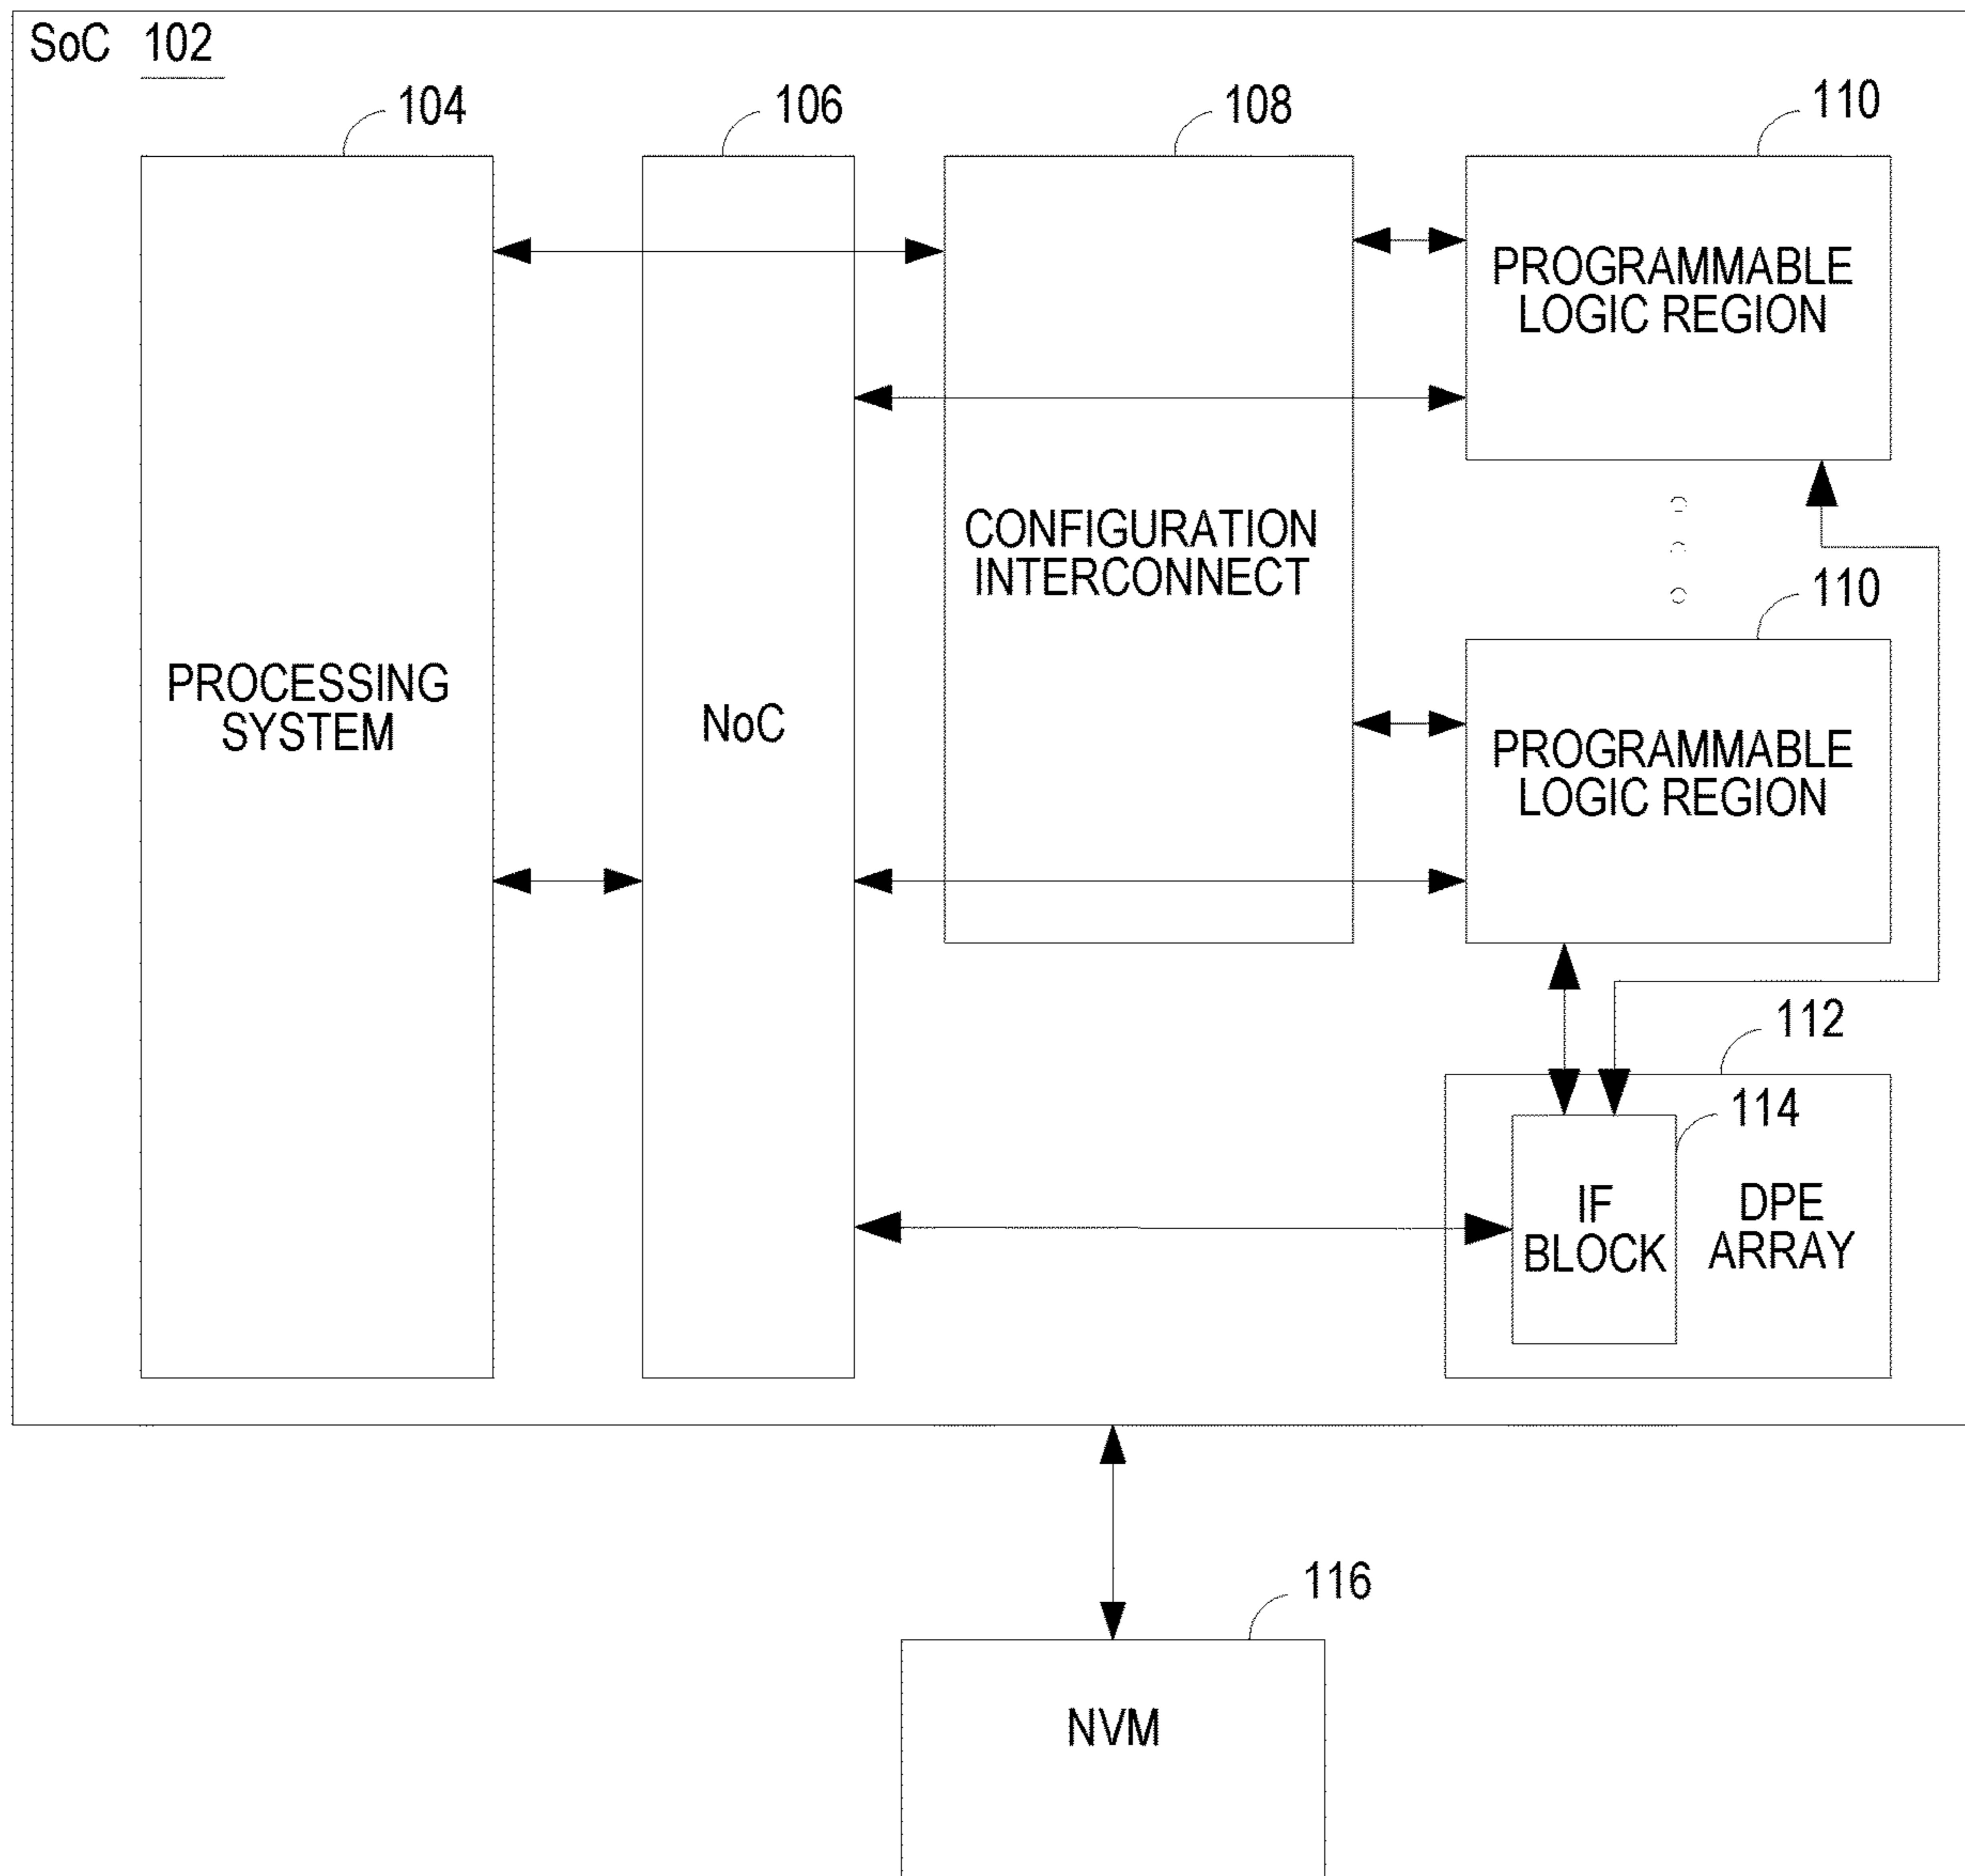 SoC 102
104
106
108
110
PROGRAMMABLE
LOGIC REGION
CONFIGURATION
INTERCONNECT
110
PROCESSING
SYSTEM
NoC
PROGRAMMABLE
LOGIC REGION
112
114
IF
BLOCK
DPE
ARRAY
116
NVM